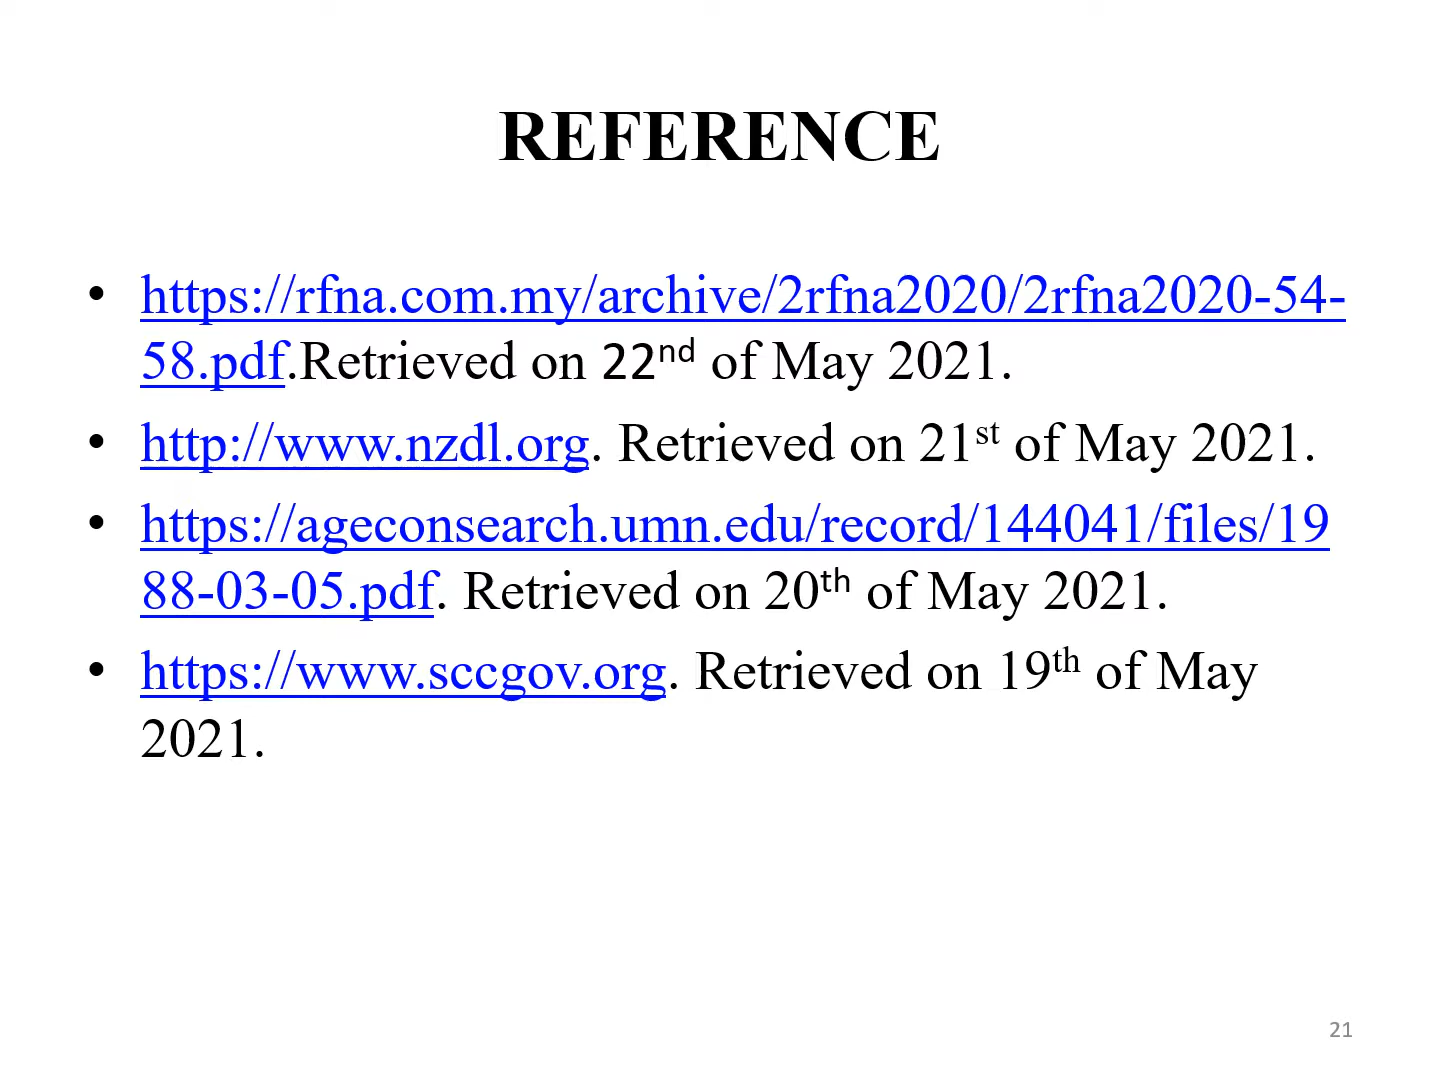 REFERENCE
• https://rfna.com.my/archive/2rfna2020/2rfna2020-54-
58.pdf.Retrieved on 22nd of May 2021.
• http://www.nzdl.org. Retrieved on 21st of May 2021.
• https://ageconsearch.umn.edu/record/144041/files/19
88-03-05.pdf. Retrieved on 20th of May 2021.
• https://www.sccgov.org. Retrieved on 19th of May
2021.
21